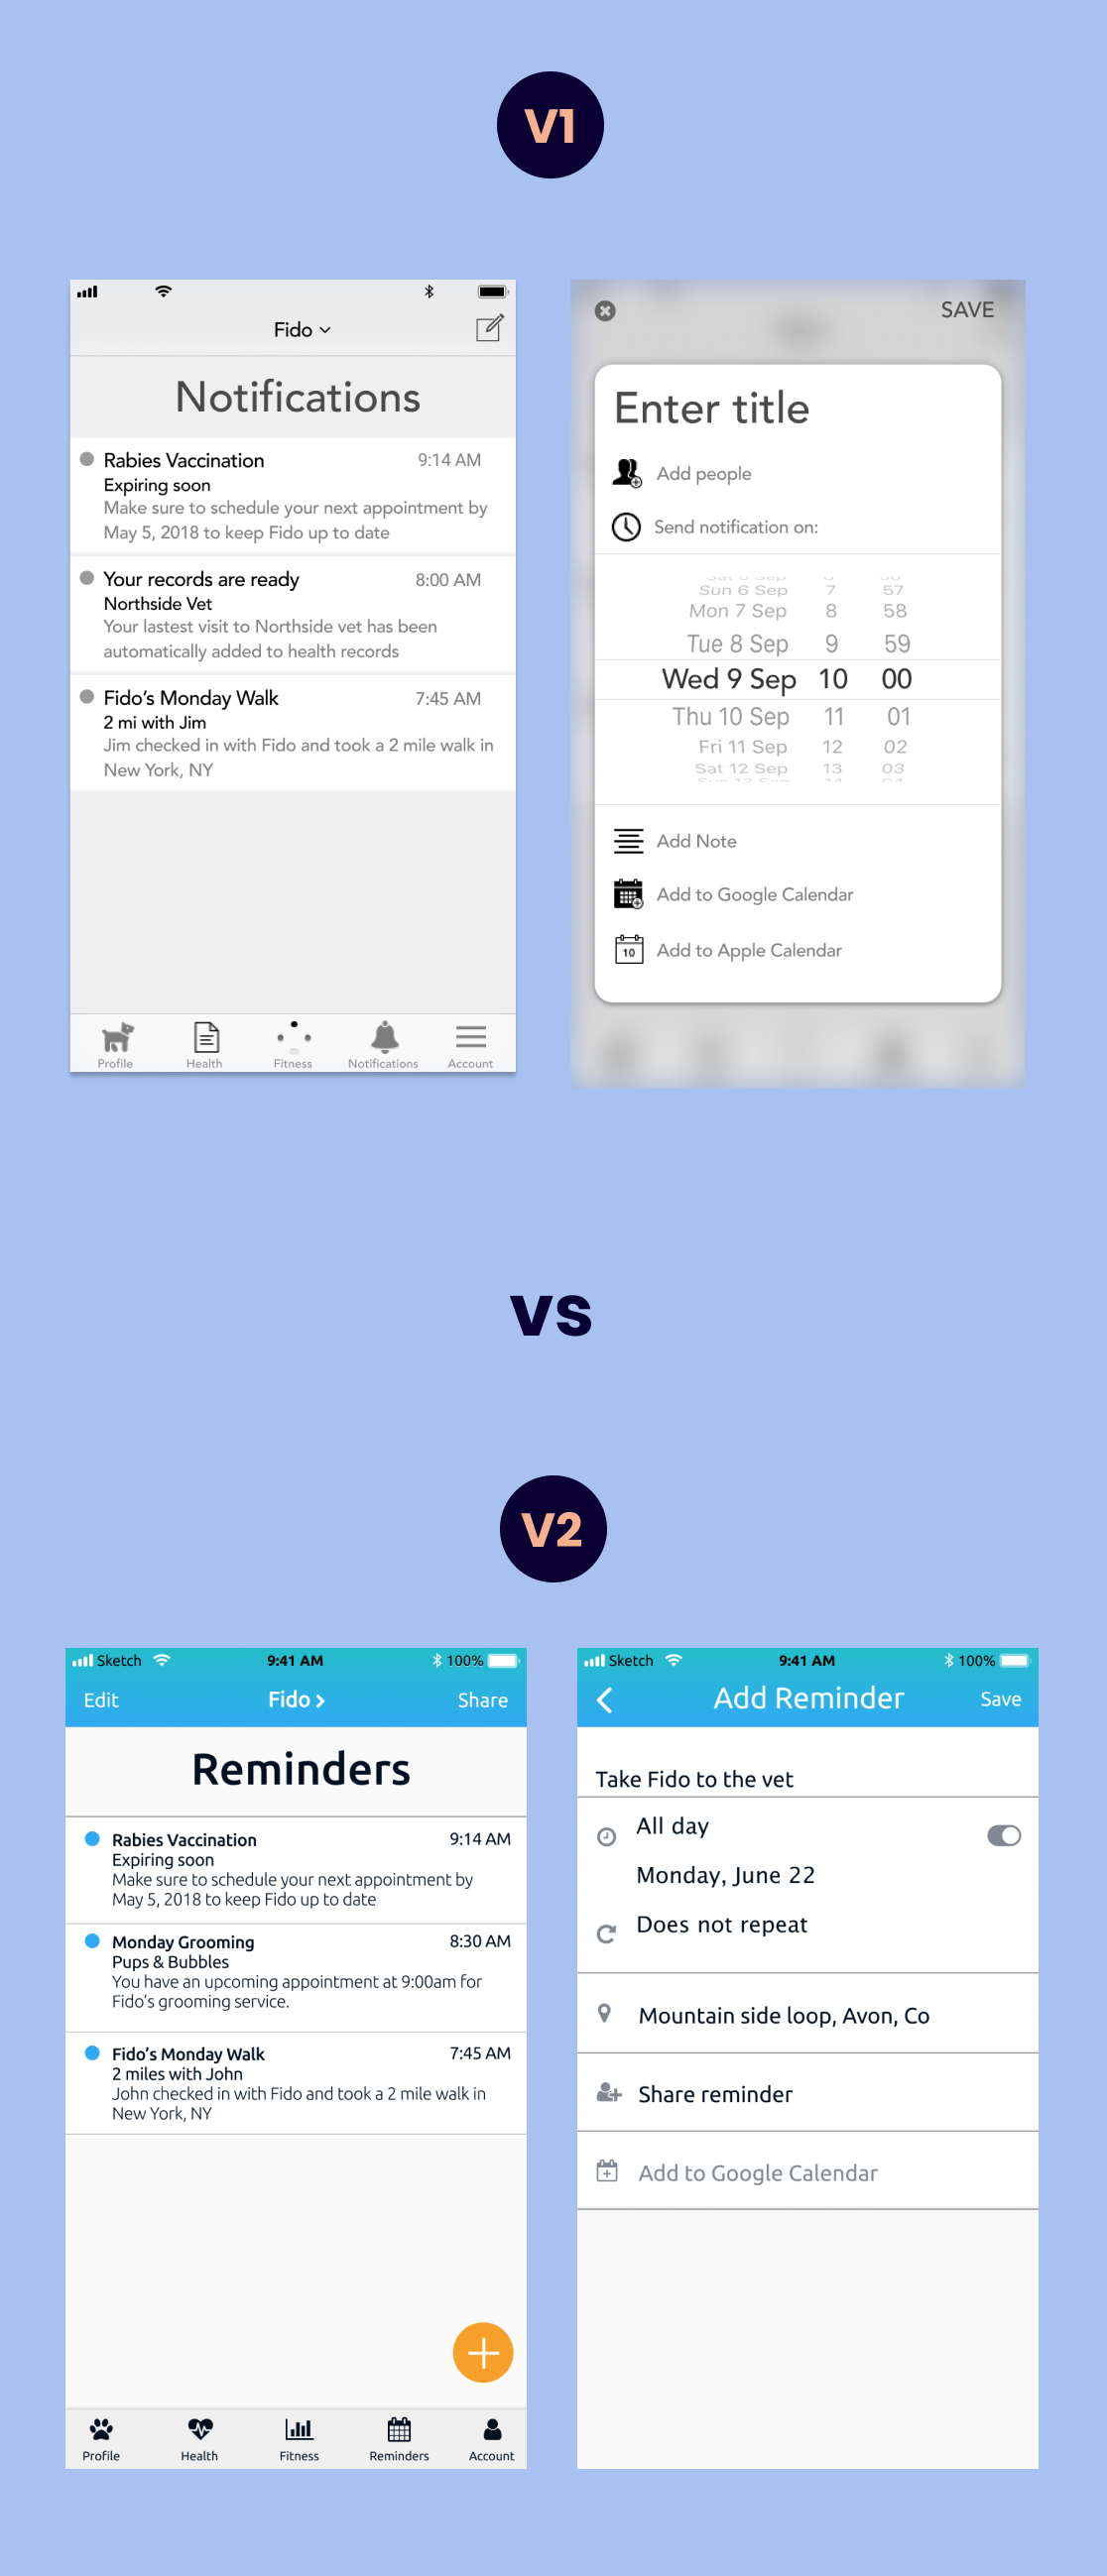 V1
Fido
Notifications
Rabies Vaccination 9:14 AM
Expiring soon
Make sure to schedule your next appointment by
May 5, 2018 to keep Fido up to date
Your records are ready 8:00 AM
Northside Vet
Your lastest visit to Northside vet has been
automatically added to health records
Fido's Monday Walk 7:45 AM
2 mi with Jim
Jim checked in with Fido and took a 2 mile walk in
New York, NY
Profile Health Fitness Notifications Account
SAVE
Enter title
Add people
Send notification on:
Sat 5 Sep 6 56
Sun 6 Sep 7 57
Mon 7 Sep 8 58
Tue 8 Sep 9 59
Wed 9 Sep 10 00
Thu 10 Sep 11 01
Fri 11 Sep 12 02
Sat 12 Sep 13 03
Sun 13 Sep 14 04
Add Note
Add to Google Calendar
10 Add to Apple Calendar
VS
V2
Sketch 9:41 AM 100%
Edit Fido Share
Reminders
Rabies Vaccination 9:14 AM
Expiring soon
Make sure to schedule your next appointment by
May 5, 2018 to keep Fido up to date
Monday Grooming 8:30 AM
Pups & Bubbles
You have an upcoming appointment at 9:00am for
Fido's grooming service.
Fido's Monday Walk 7:45 AM
2 miles with John
John checked in with Fido and took a 2 mile walk in
New York, NY
Profile Health Fitness Reminders Account
Sketch 9:41 AM 100%
Add Reminder Save
Take Fido to the vet
All day
Monday, June 22
Does not repeat
Mountain side loop, Avon, Co
Share reminder
Add to Google Calendar